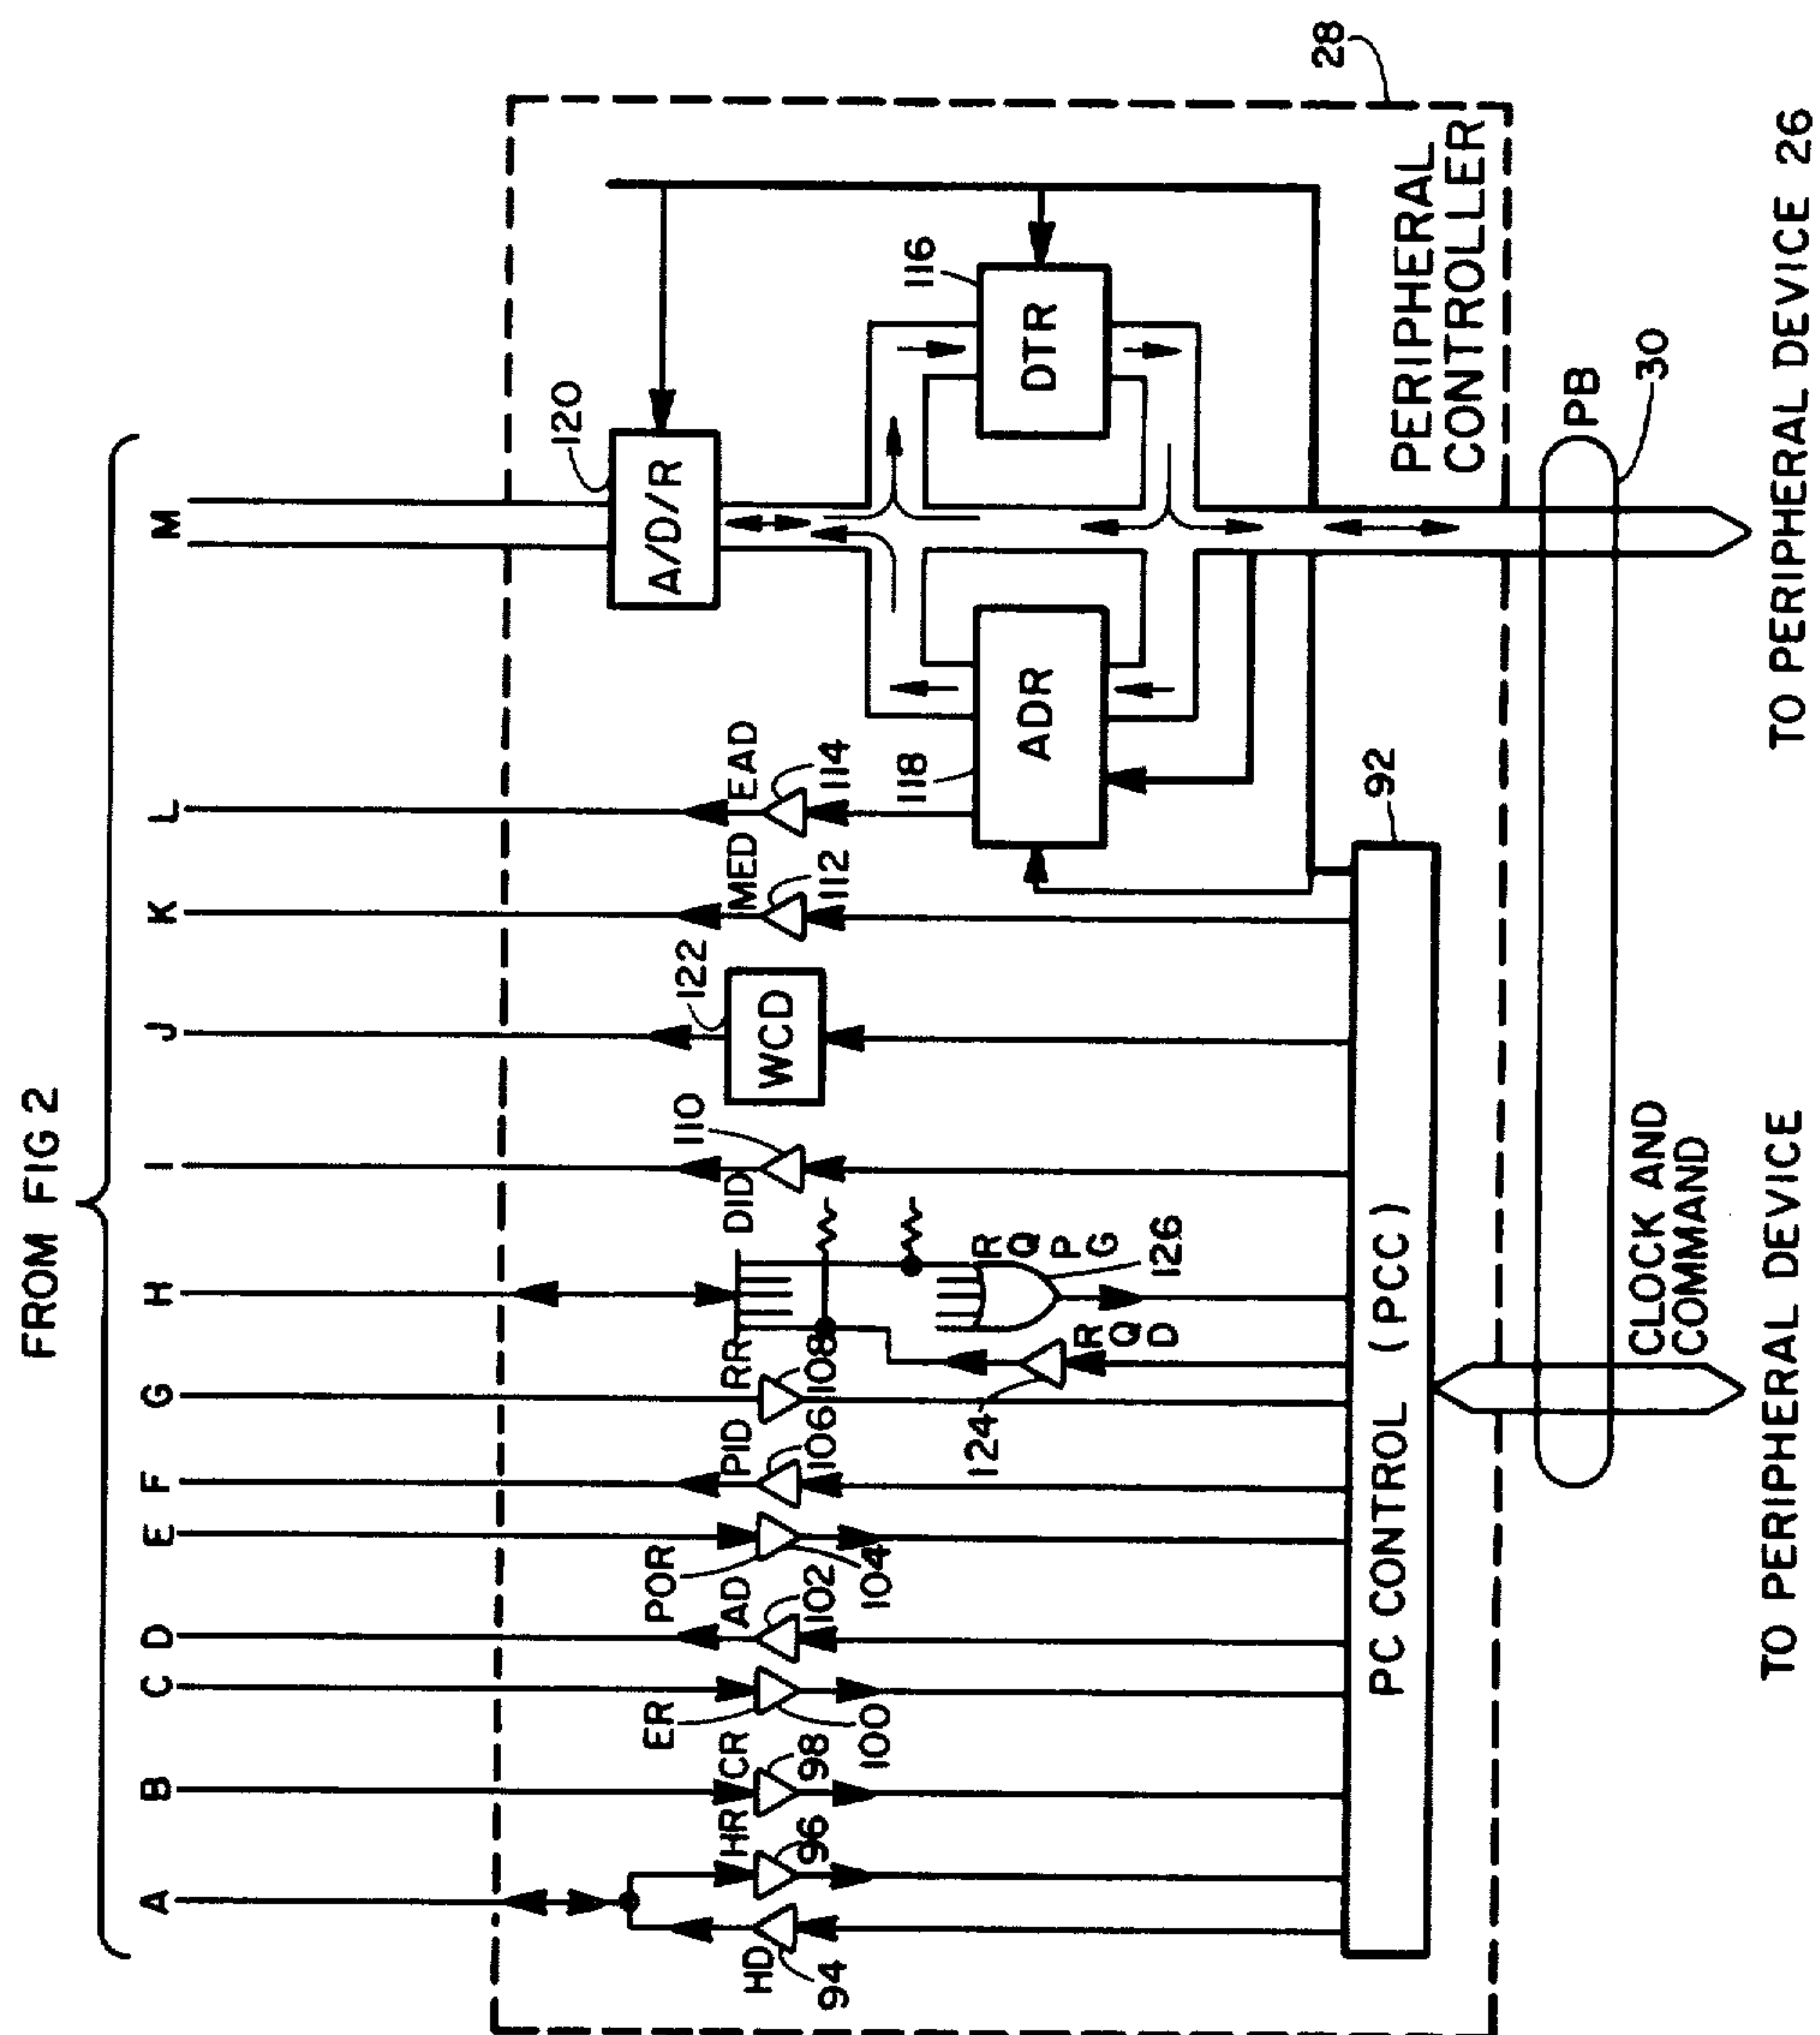 FROM FIG 2
A B C D E F G H I J K L M
HD
94
HR
96
CR
98
ER
100
AD
102
POR
104
PID
106
RR
108
RQD
124
RQPG
126
DID
110
WCD
122
MED
112
EAD
114
ADR
118
A/D/R
120
DTR
116
PC CONTROL (PCC)
92
PERIPHERAL
CONTROLLER
28
CLOCK AND
COMMAND
PB
30
TO PERIPHERAL DEVICE
TO PERIPHERAL DEVICE 26